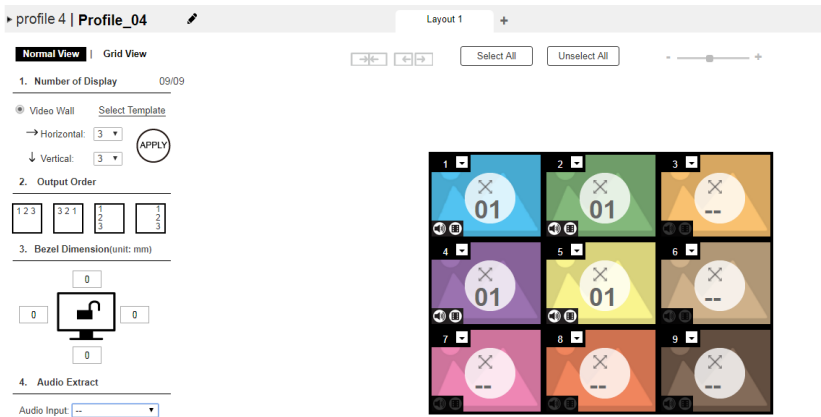 profile 4 | Profile_04
Layout 1
+
Normal View | Grid View
Select All
Unselect All
- +
1. Number of Display 09/09
Video Wall Select Template
Horizontal: 3
APPLY
Vertical: 3
2. Output Order
1 2 3
3 2 1
1
2
3
1
2
3
3. Bezel Dimension(unit: mm)
0
0
0
0
4. Audio Extract
Audio Input: --
1
01
2
01
3
--
4
01
5
01
6
--
7
--
8
--
9
--